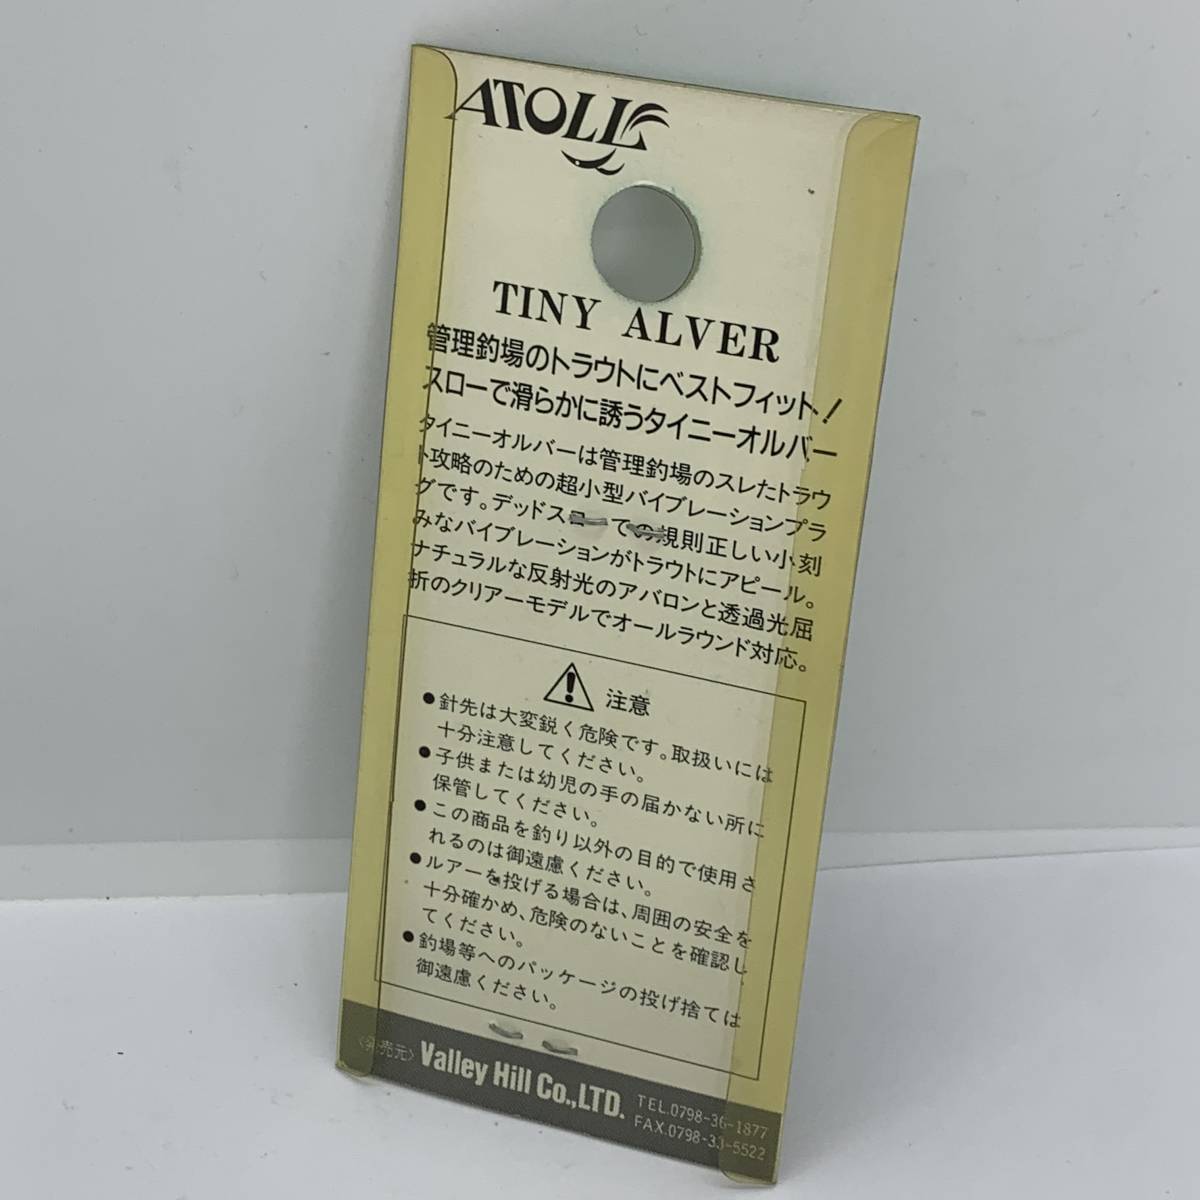 ATOLL
TINY ALVER
管理釣場のトラウトにベストフィット!
スローで滑らかに誘うタイニーオルバー
タイニーオルバーは管理釣場のスレたトラウ
ト攻略のための超小型バイブレーションプラ
グです。デッドスローでの規則正しい小刻
みなバイブレーションがトラウトにアピール。
ナチュラルな反射光のアバロンと透過光屈
折のクリアーモデルでオールラウンド対応。
注意
●針先は大変鋭く危険です。取扱いには
十分注意してください。
●子供または幼児の手の届かない所に
保管してください。
●この商品を釣り以外の目的で使用さ
れるのは御遠慮ください。
●ルアーを投げる場合は、周囲の安全を
十分確かめ、危険のないことを確認し
てください。
●釣場等へのパッケージの投げ捨ては
御遠慮ください。
〈発売元〉 Valley Hill Co.,LTD.
TEL.0798-36-1877
FAX.0798-33-5522